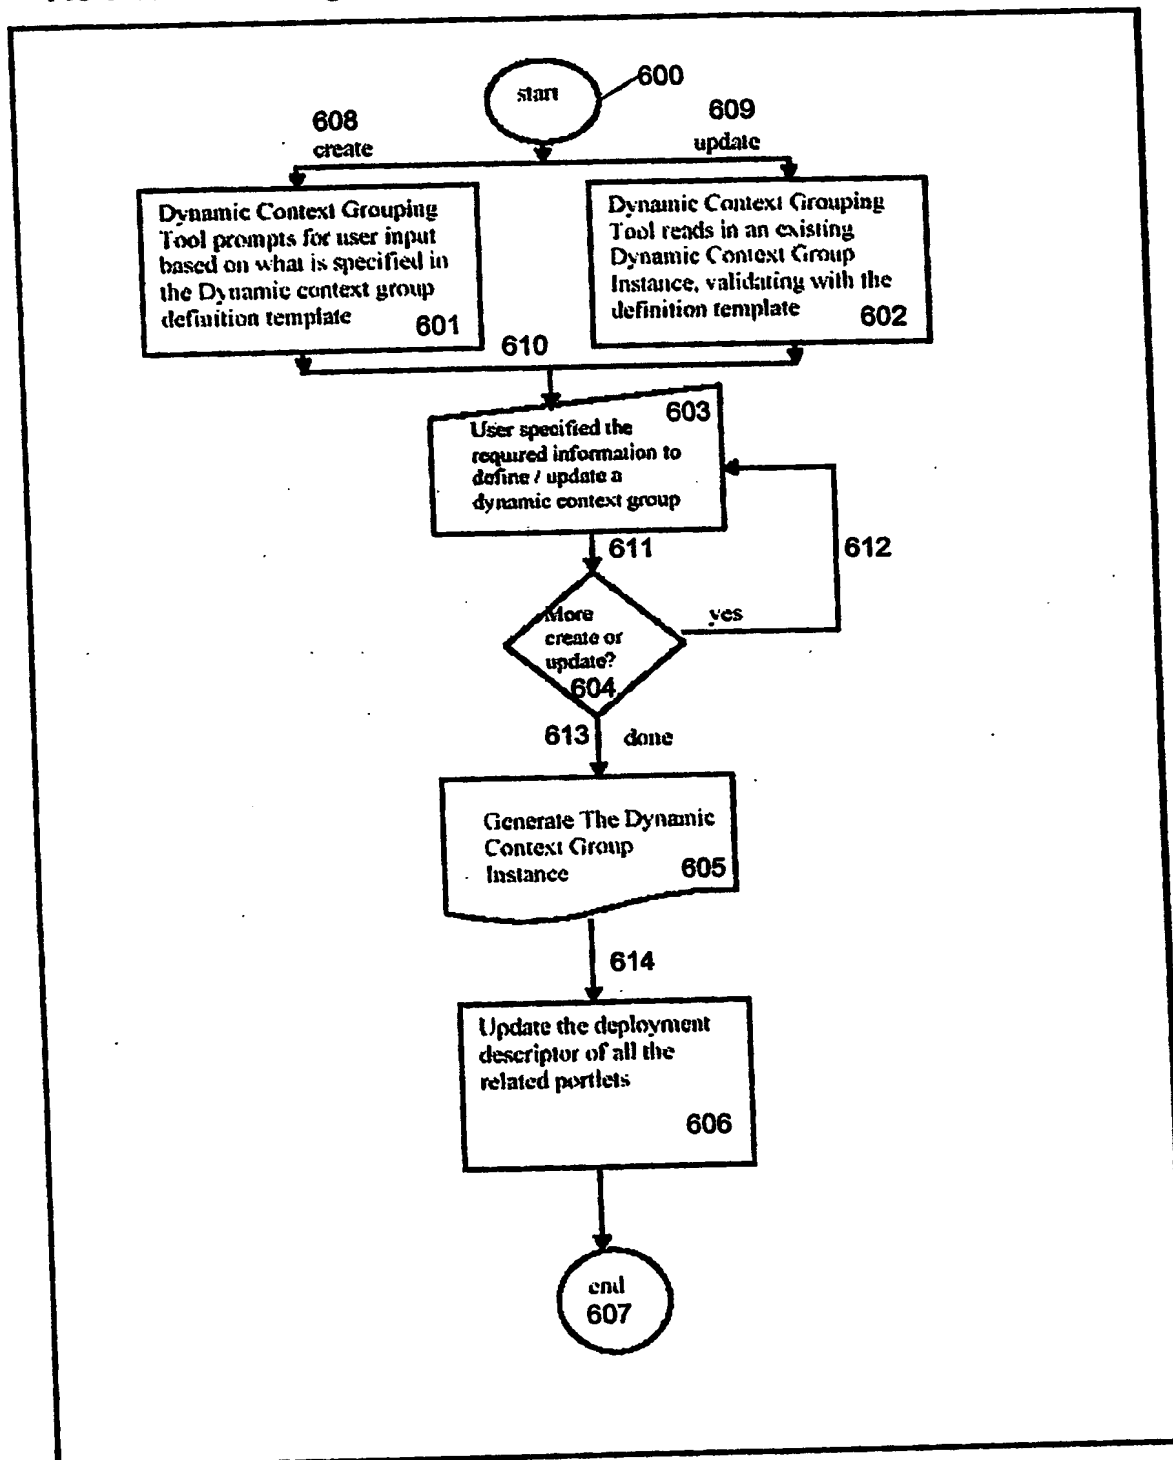 start
600
608
create
609
update
Dynamic Context Grouping
Tool prompts for user input
based on what is specified in
the Dynamic context group
definition template
601
Dynamic Context Grouping
Tool reads in an existing
Dynamic Context Group
Instance, validating with the
definition template
602
610
603
User specified the
required information to
define / update a
dynamic context group
611
612
More
create or
update?
604
yes
613
done
Generate The Dynamic
Context Group
Instance
605
614
Update the deployment
descriptor of all the
related portlets
606
end
607